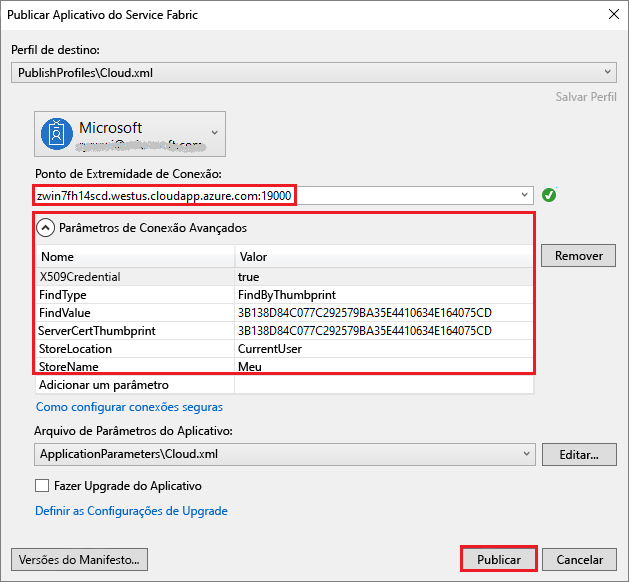 Publicar Aplicativo do Service Fabric
Perfil de destino:
PublishProfiles\Cloud.xml
Salvar Perfil
Microsoft
Ponto de Extremidade de Conexão:
zwin7fh14scd.westus.cloudapp.azure.com:19000
Parâmetros de Conexão Avançados
Nome Valor
Remover
X509Credential true
FindType FindByThumbprint
FindValue 3B138D84C077C292579BA35E4410634E164075CD
ServerCertThumbprint 3B138D84C077C292579BA35E4410634E164075CD
StoreLocation CurrentUser
StoreName Meu
Adicionar um parâmetro
Como configurar conexões seguras
Arquivo de Parâmetros do Aplicativo:
ApplicationParameters\Cloud.xml Editar...
Fazer Upgrade do Aplicativo
Definir as Configurações de Upgrade
Versões do Manifesto... Publicar Cancelar